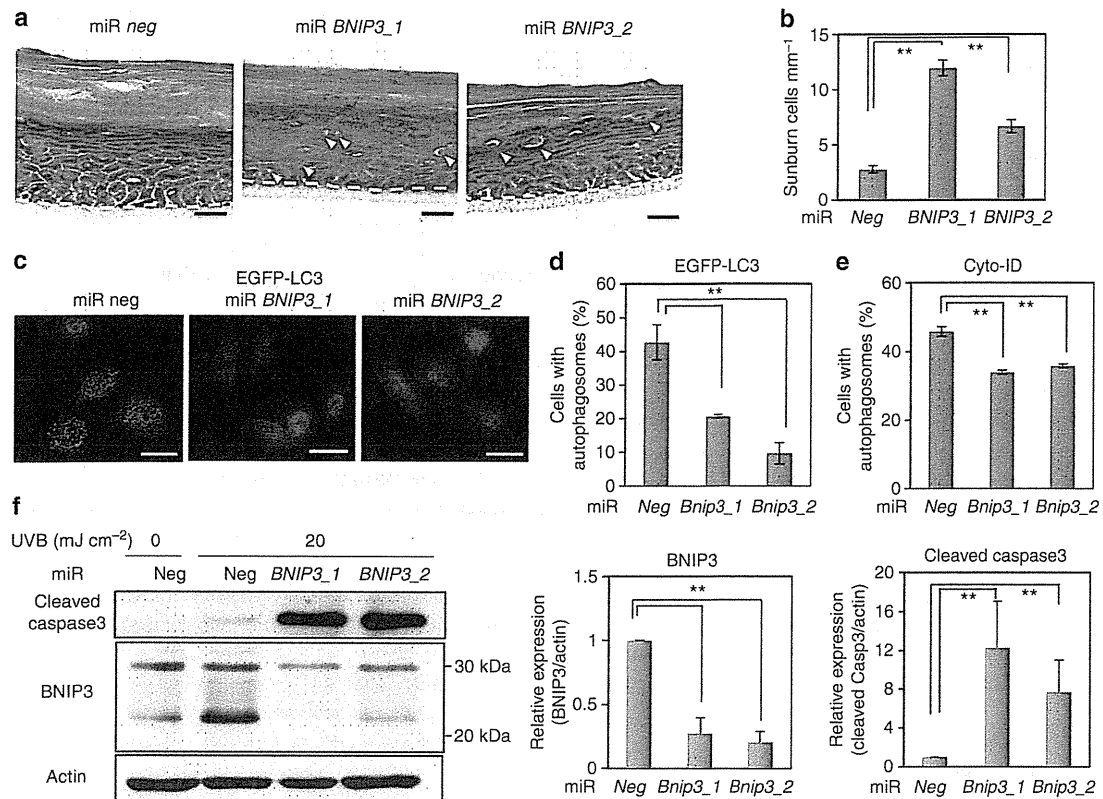 a
miR neg
miR BNIP3_1
miR BNIP3_2
b
Sunburn cells mm⁻¹
15
10
5
0
**
**
miR Neg BNIP3_1 BNIP3_2
c
EGFP-LC3
miR neg
miR BNIP3_1
miR BNIP3_2
d
EGFP-LC3
Cells with
autophagosomes (%)
60
50
40
30
20
10
0
**
miR Neg Bnip3_1 Bnip3_2
e
Cyto-ID
Cells with
autophagosomes (%)
60
40
20
0
**
**
miR Neg Bnip3_1 Bnip3_2
f
UVB (mJ cm⁻²) 0 20
miR Neg Neg BNIP3_1 BNIP3_2
Cleaved
caspase3
BNIP3
30 kDa
20 kDa
Actin
BNIP3
Relative expression
(BNIP3/actin)
1.5
1
0.5
0
**
miR Neg Bnip3_1 Bnip3_2
Cleaved caspase3
Relative expression
(cleaved Casp3/actin)
20
16
12
8
4
0
**
**
miR Neg Bnip3_1 Bnip3_2